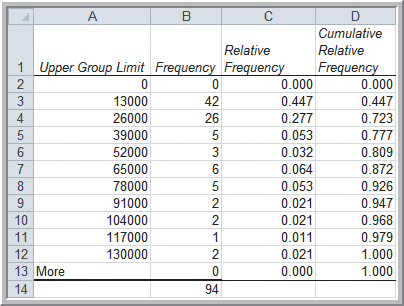 A B C D
Cumulative
Relative Relative
1 Upper Group Limit Frequency Frequency Frequency
2 0 0 0.000 0.000
3 13000 42 0.447 0.447
4 26000 26 0.277 0.723
5 39000 5 0.053 0.777
6 52000 3 0.032 0.809
7 65000 6 0.064 0.872
8 78000 5 0.053 0.926
9 91000 2 0.021 0.947
10 104000 2 0.021 0.968
11 117000 1 0.011 0.979
12 130000 2 0.021 1.000
13 More 0 0.000 1.000
14 94